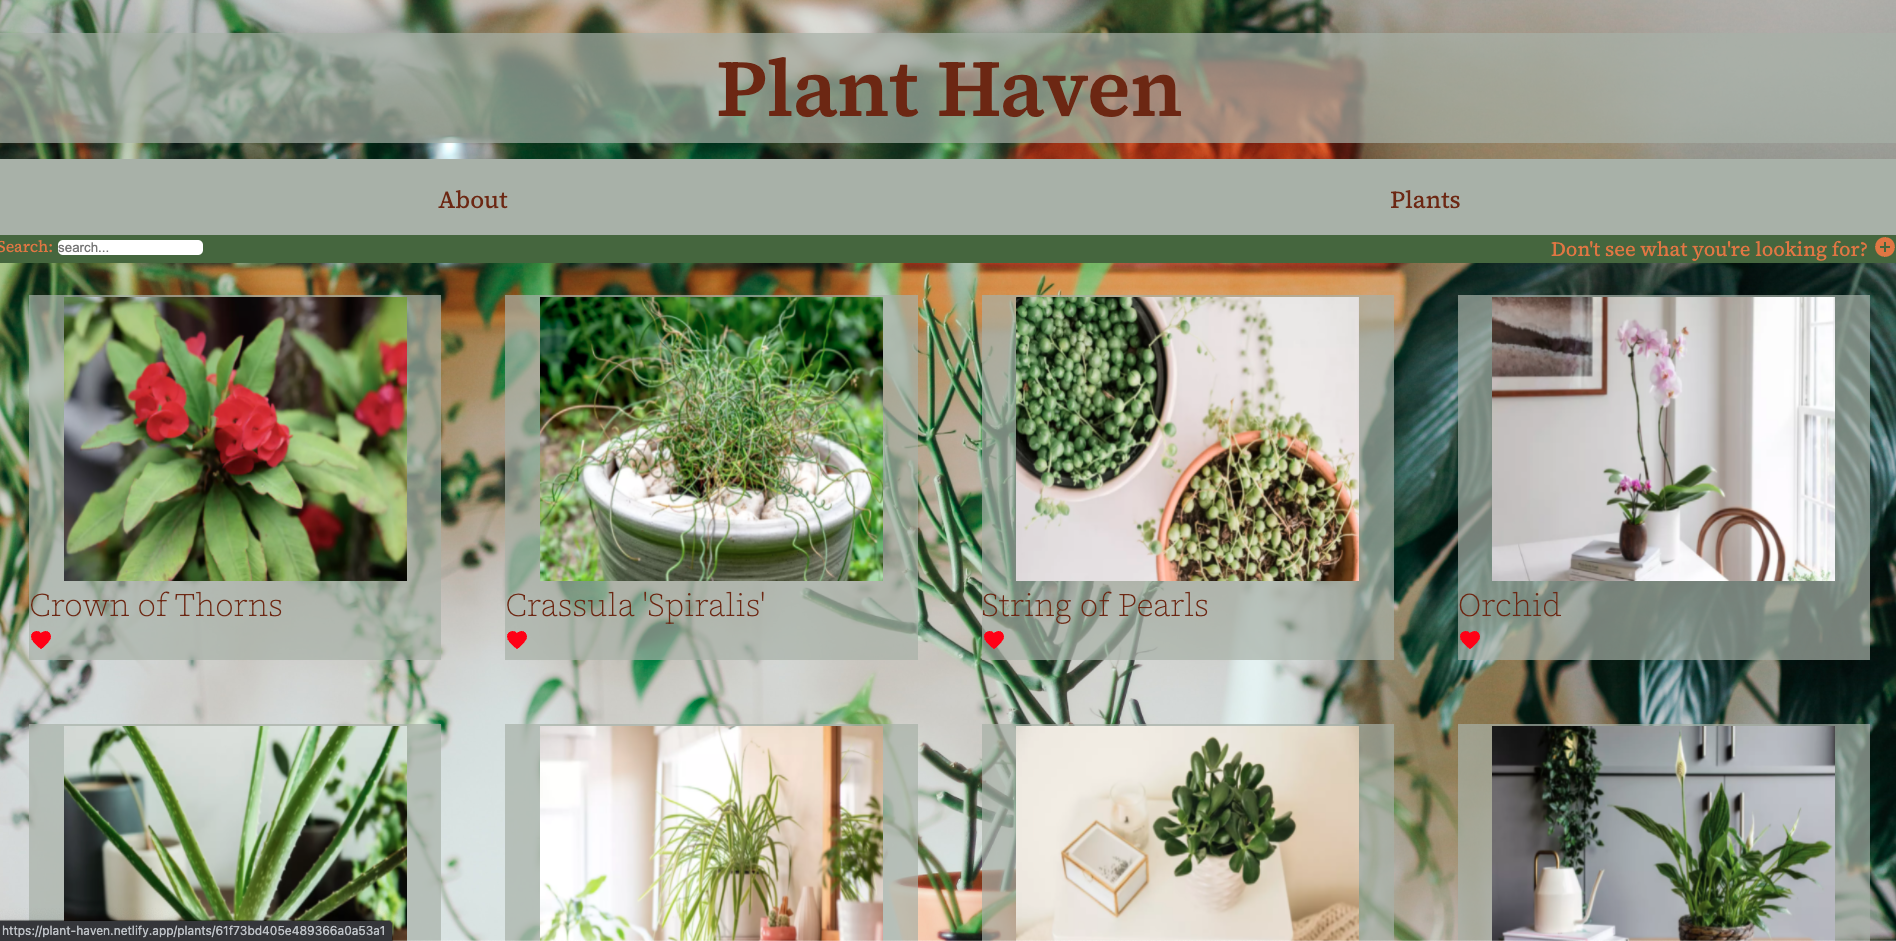 Plant Haven
About Plants
Search: search... Don't see what you're looking for?
Crown of Thorns Crassula 'Spiralis' String of Pearls Orchid
https://plant-haven.netlify.app/plants/61f73bd405e489366a0a53a1